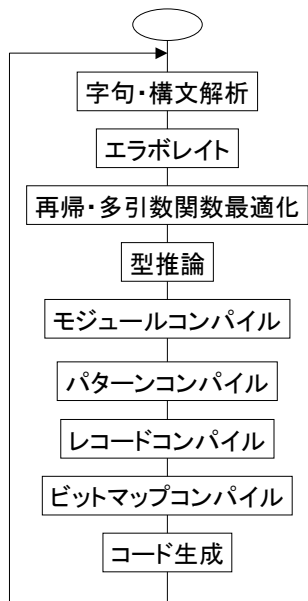 字句・構文解析
エラボレイト
再帰・多引数関数最適化
型推論
モジュールコンパイル
パターンコンパイル
レコードコンパイル
ビットマップコンパイル
コード生成